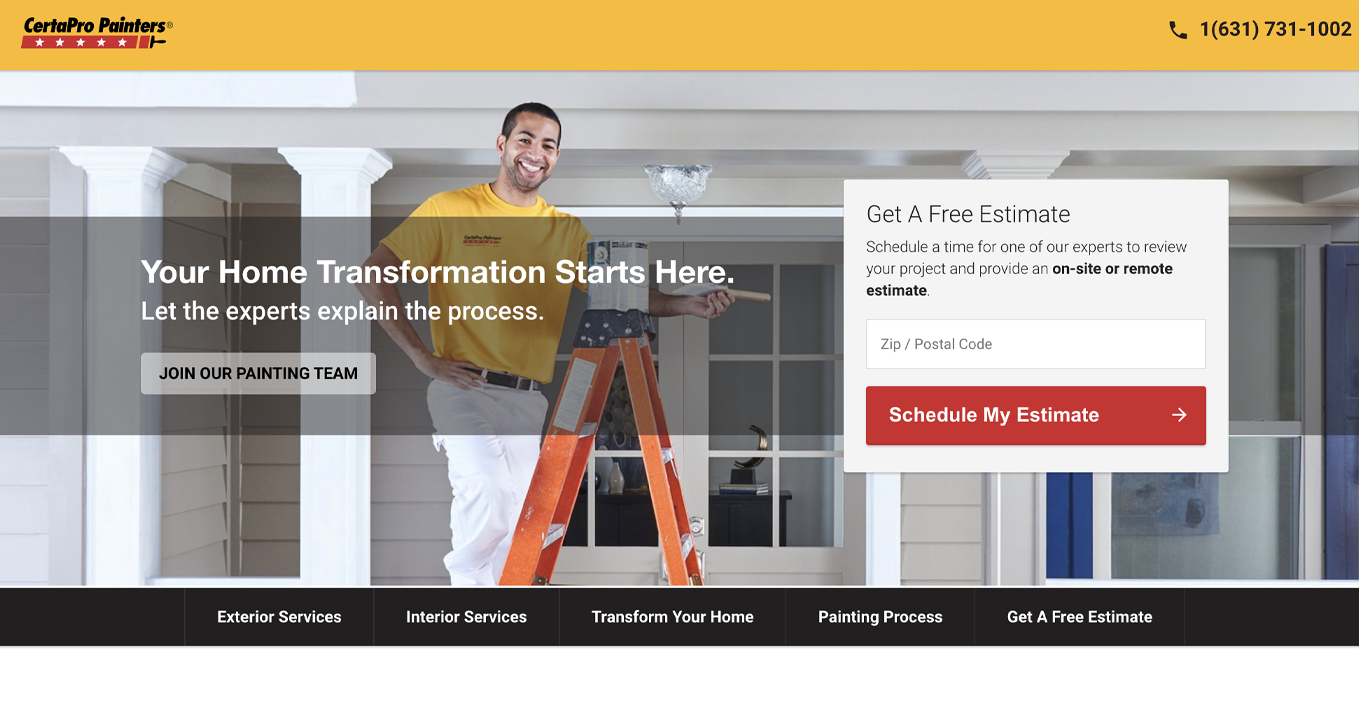 CertaPro Painters®
1(631) 731-1002
CertaPro Painters
Your Home Transformation Starts Here.
Let the experts explain the process.
JOIN OUR PAINTING TEAM
Get A Free Estimate
Schedule a time for one of our experts to review
your project and provide an on-site or remote
estimate.
Zip / Postal Code
Schedule My Estimate
Exterior Services
Interior Services
Transform Your Home
Painting Process
Get A Free Estimate